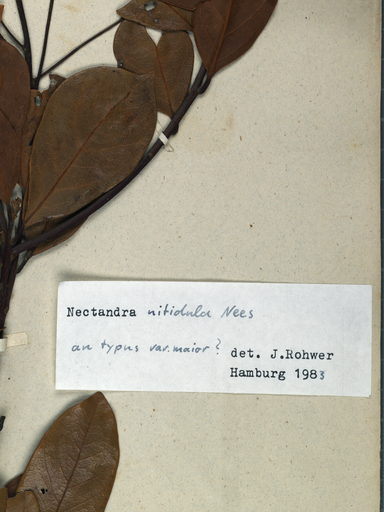 Nectandra nitidula Nees
an typus var. maior?
det. J.Rohwer
Hamburg 1983